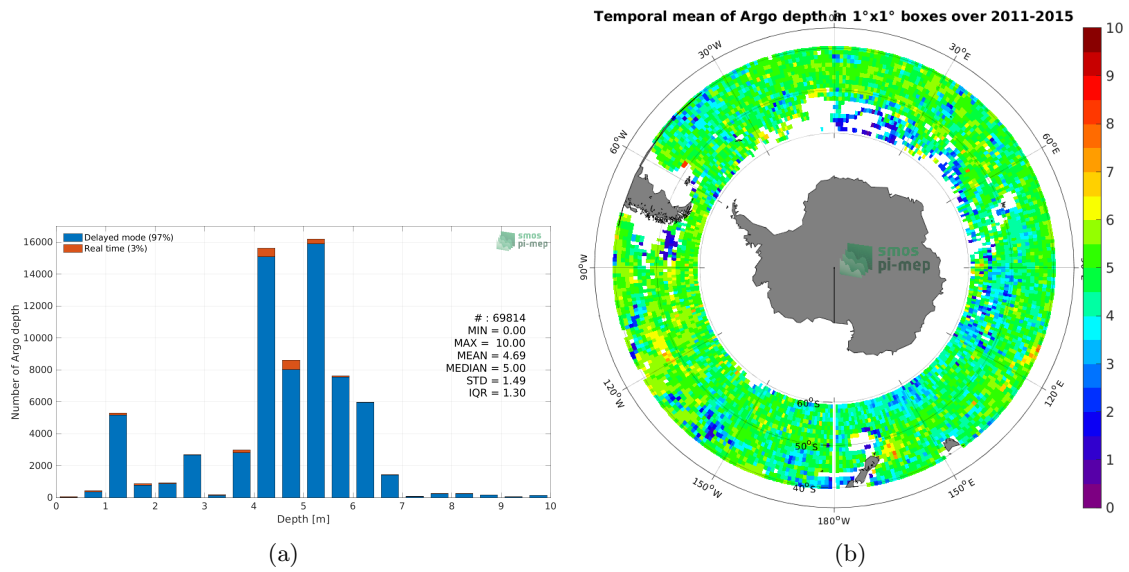 Delayed mode (97%)
Real time (3%)
smos
pi-mep
16000
14000
12000
10000
8000
6000
4000
2000
0
Number of Argo depth
# : 69814
MIN = 0.00
MAX = 10.00
MEAN = 4.69
MEDIAN = 5.00
STD = 1.49
IQR = 1.30
0 1 2 3 4 5 6 7 8 9 10
Depth [m]
(a)
Temporal mean of Argo depth in 1°x1° boxes over 2011-2015
30°W
30°E
60°W
60°E
90°W
120°W
120°E
150°W
150°E
180°W
60°S
50°S
40°S
smos
pi-mep
10
9
8
7
6
5
4
3
2
1
0
(b)